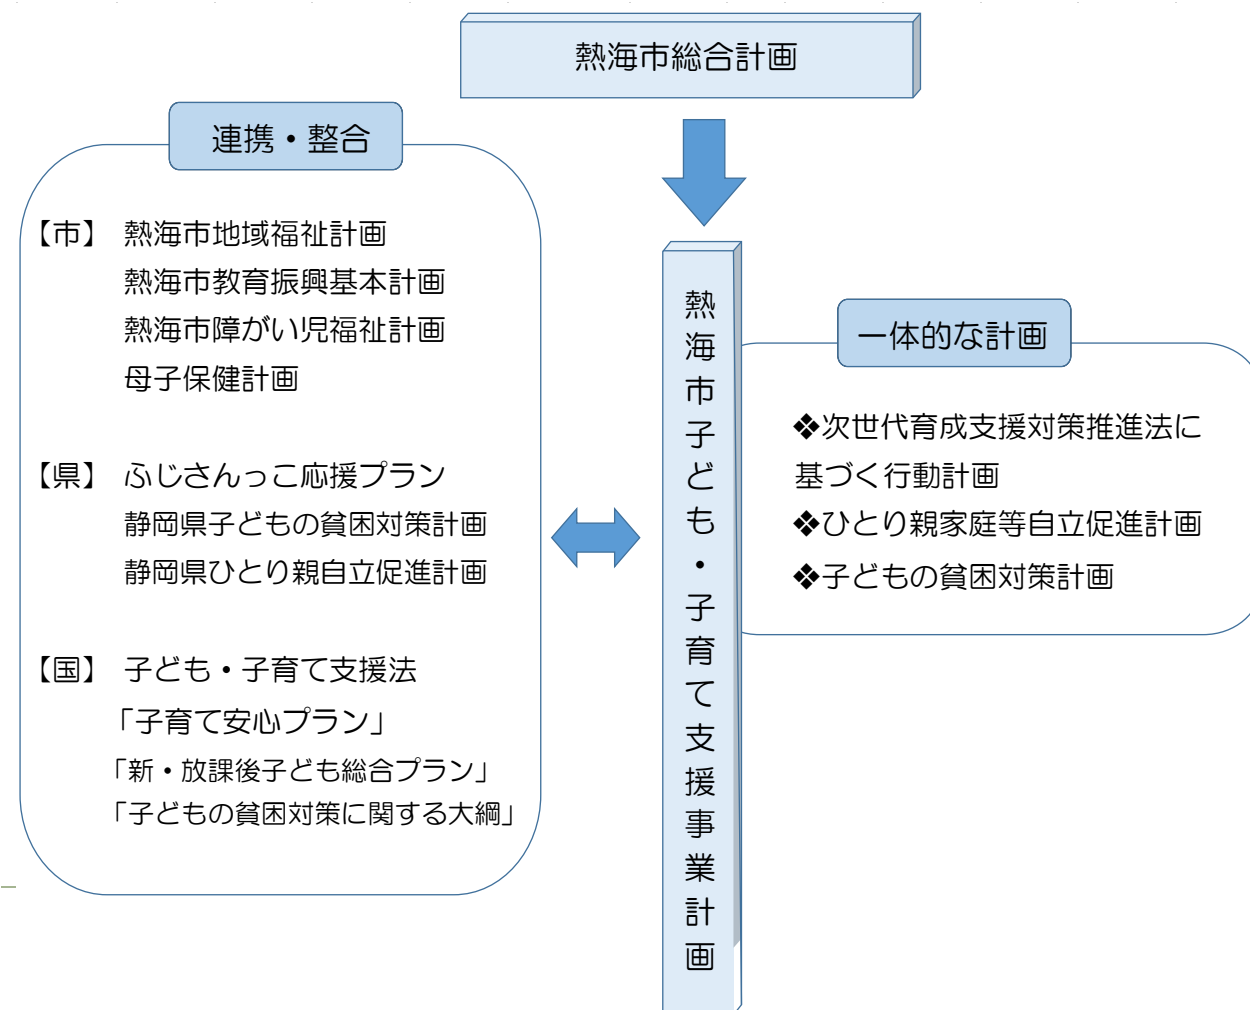 熱海市総合計画
連携・整合
【市】 熱海市地域福祉計画
熱海市教育振興基本計画
熱海市障がい児福祉計画
母子保健計画
【県】 ふじさんっこ応援プラン
静岡県子どもの貧困対策計画
静岡県ひとり親自立促進計画
【国】 子ども・子育て支援法
「子育て安心プラン」
「新・放課後子ども総合プラン」
「子どもの貧困対策に関する大綱」
熱海市子ども・子育て支援事業計画
一体的な計画
❖次世代育成支援対策推進法に
基づく行動計画
❖ひとり親家庭等自立促進計画
❖子どもの貧困対策計画